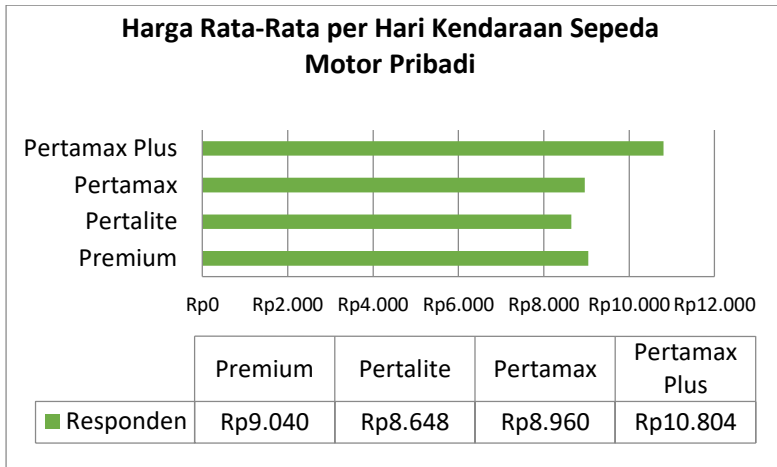 Harga Rata-Rata per Hari Kendaraan Sepeda
Motor Pribadi
Pertamax Plus
Pertamax
Pertalite
Premium
Rp0 Rp2.000 Rp4.000 Rp6.000 Rp8.000 Rp10.000 Rp12.000
Premium Pertalite Pertamax Pertamax
Plus
Responden Rp9.040 Rp8.648 Rp8.960 Rp10.804